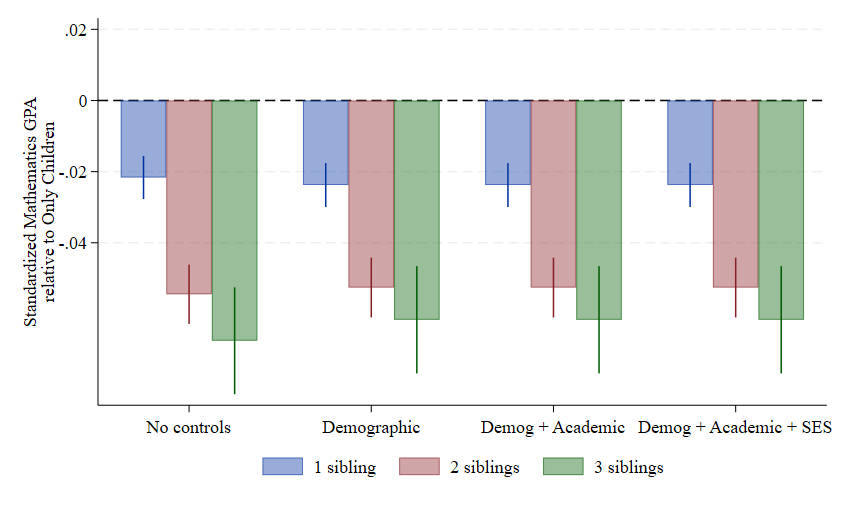 Standardized Mathematics GPA
relative to Only Children
.02
0
-.02
-.04
No controls
Demographic
Demog + Academic
Demog + Academic + SES
1 sibling
2 siblings
3 siblings